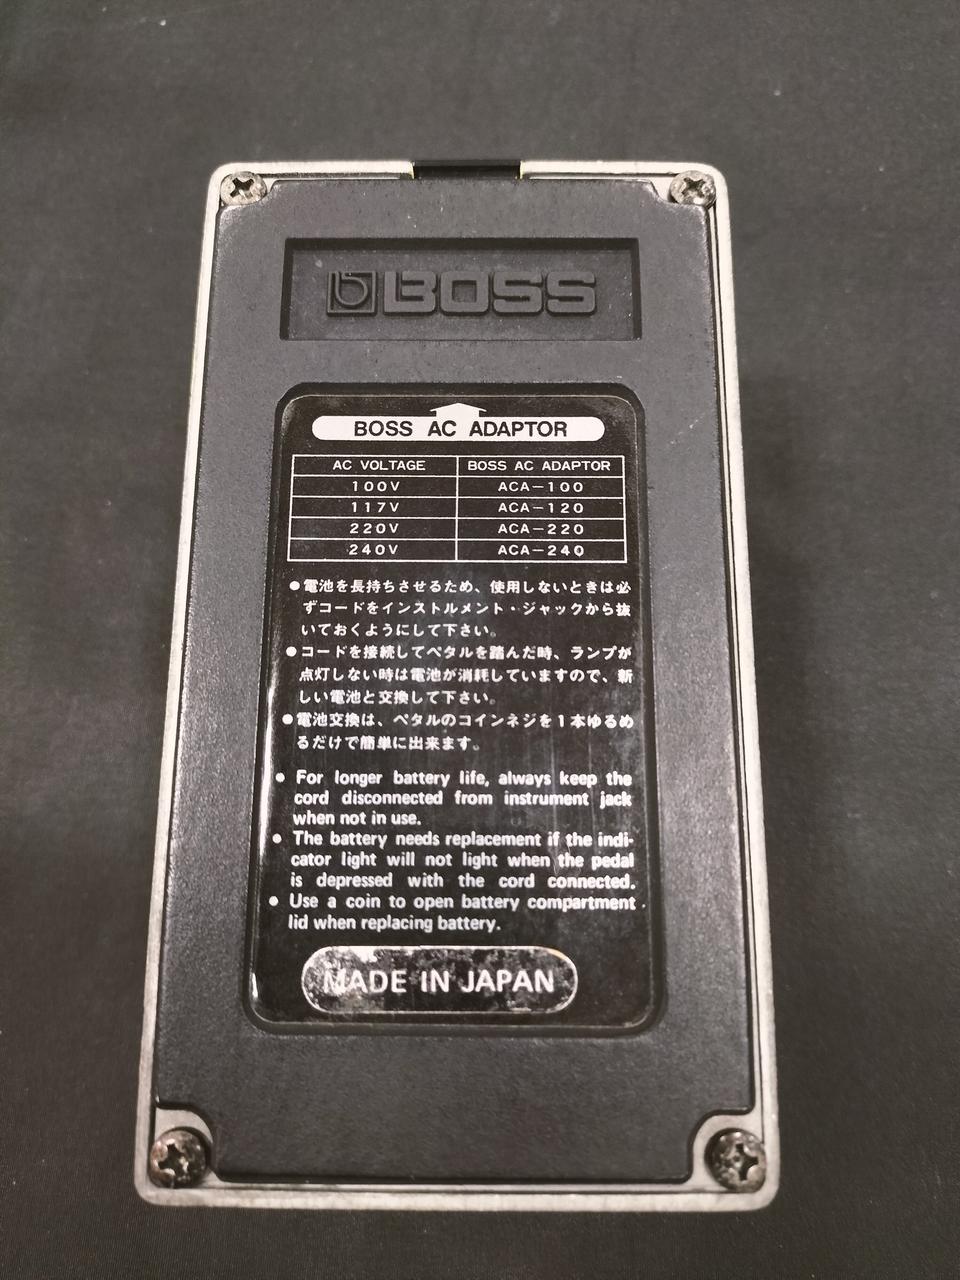 BOSS
BOSS AC ADAPTOR
AC VOLTAGE BOSS AC ADAPTOR
100V ACA-100
117V ACA-120
220V ACA-220
240V ACA-240
●電池を長持ちさせるため、使用しないときは必
ずコードをインストルメント・ジャックから抜
いておくようにして下さい。
●コードを接続してペタルを踏んだ時、ランプが
点灯しない時は電池が消耗していますので、新
しい電池と交換して下さい。
●電池交換は、ペタルのコインネジを1本ゆるめ
るだけで簡単に出来ます。
● For longer battery life, always keep the
cord disconnected from instrument jack
when not in use.
● The battery needs replacement if the indi-
cator light will not light when the pedal
is depressed with the cord connected.
● Use a coin to open battery compartment
lid when replacing battery.
MADE IN JAPAN